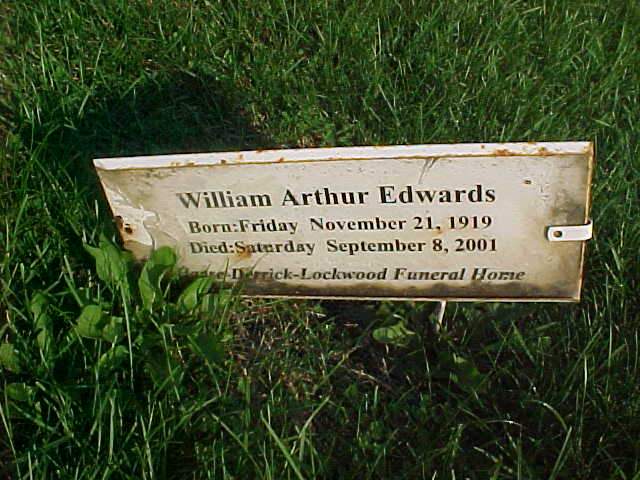 William Arthur Edwards
Born:Friday November 21, 1919
Died:Saturday September 8, 2001
-Derrick-Lockwood Funeral Home